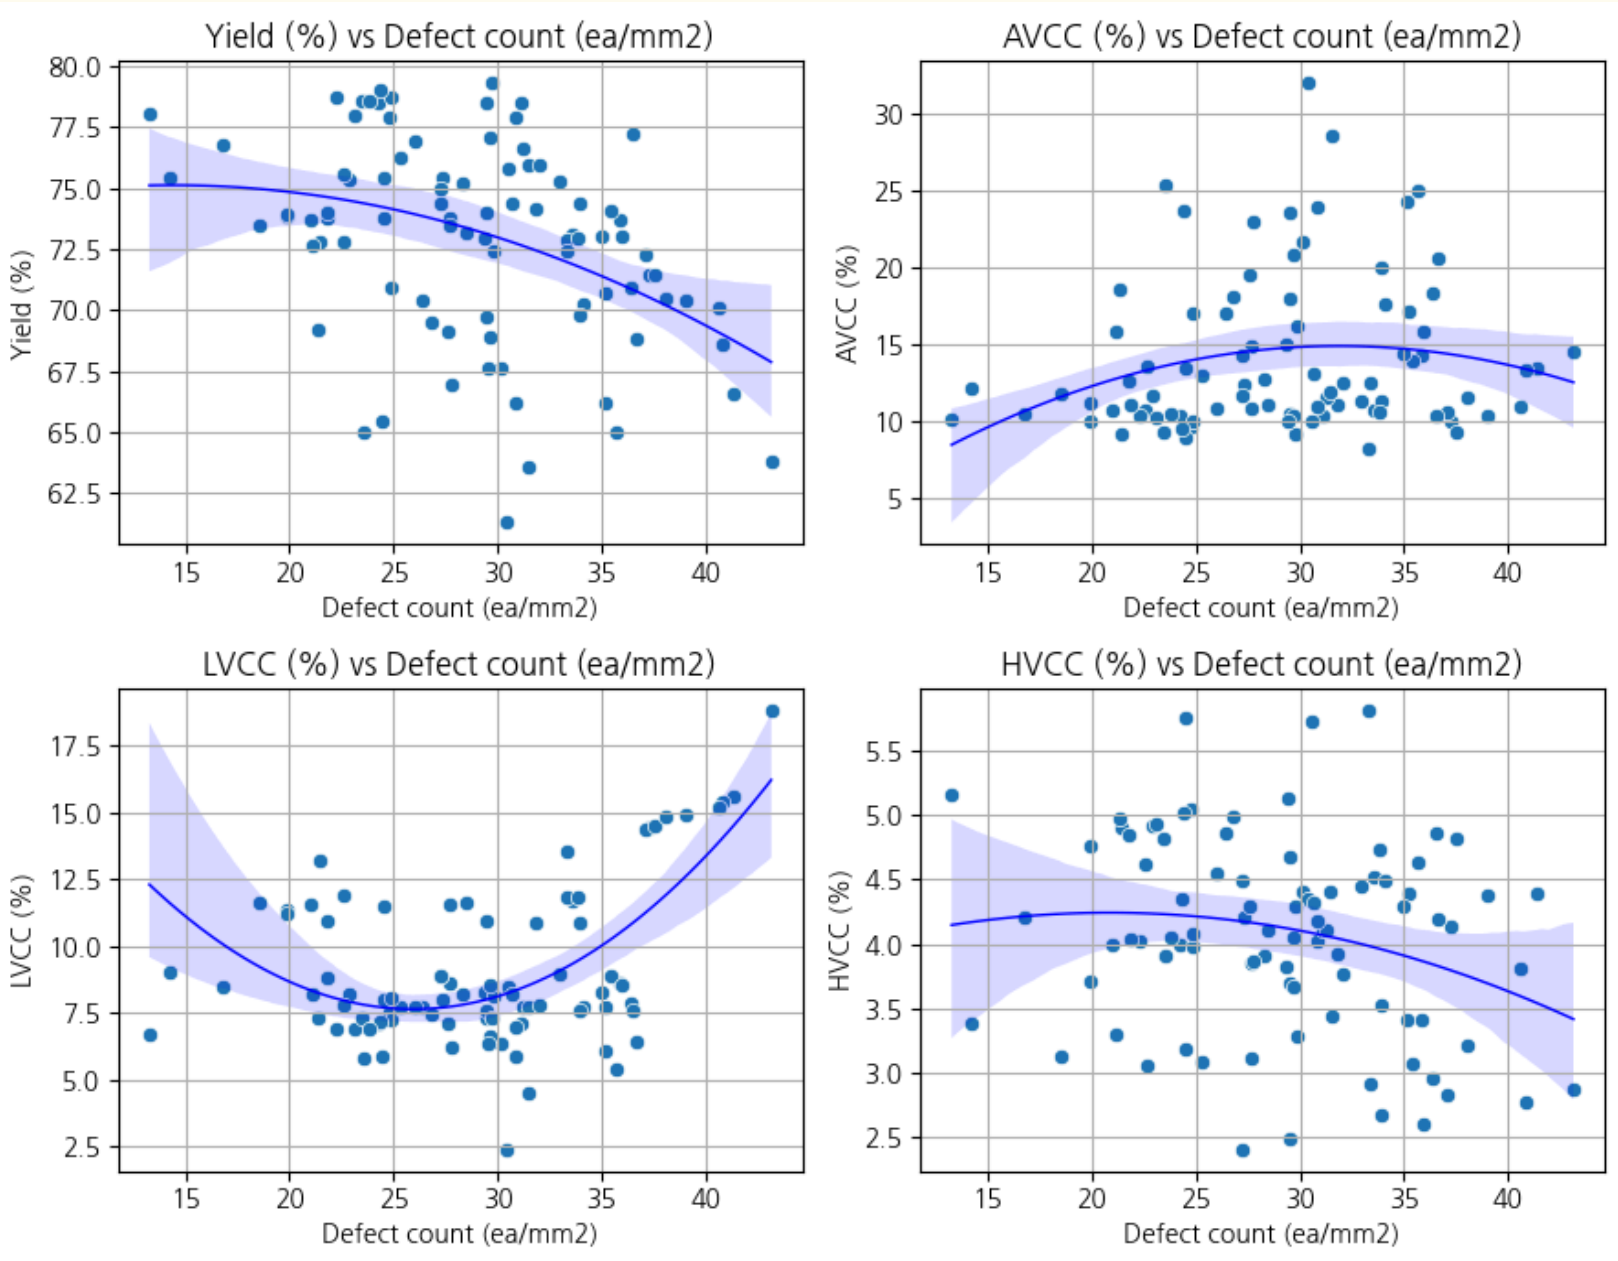 Yield (%) vs Defect count (ea/mm2)
80.0
77.5
75.0
72.5
70.0
67.5
65.0
62.5
Yield (%)
15 20 25 30 35 40
Defect count (ea/mm2)
AVCC (%) vs Defect count (ea/mm2)
30
25
20
15
10
5
AVCC (%)
15 20 25 30 35 40
Defect count (ea/mm2)
LVCC (%) vs Defect count (ea/mm2)
17.5
15.0
12.5
10.0
7.5
5.0
2.5
LVCC (%)
15 20 25 30 35 40
Defect count (ea/mm2)
HVCC (%) vs Defect count (ea/mm2)
5.5
5.0
4.5
4.0
3.5
3.0
2.5
HVCC (%)
15 20 25 30 35 40
Defect count (ea/mm2)